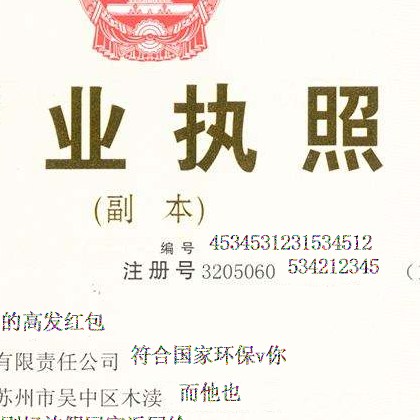 业执照
(副 本)
编号 4534531231534512
注册号 3205060 534212345 (
的高发红包
有限责任公司 符合国家环保v你
苏州市吴中区木渎 而他也